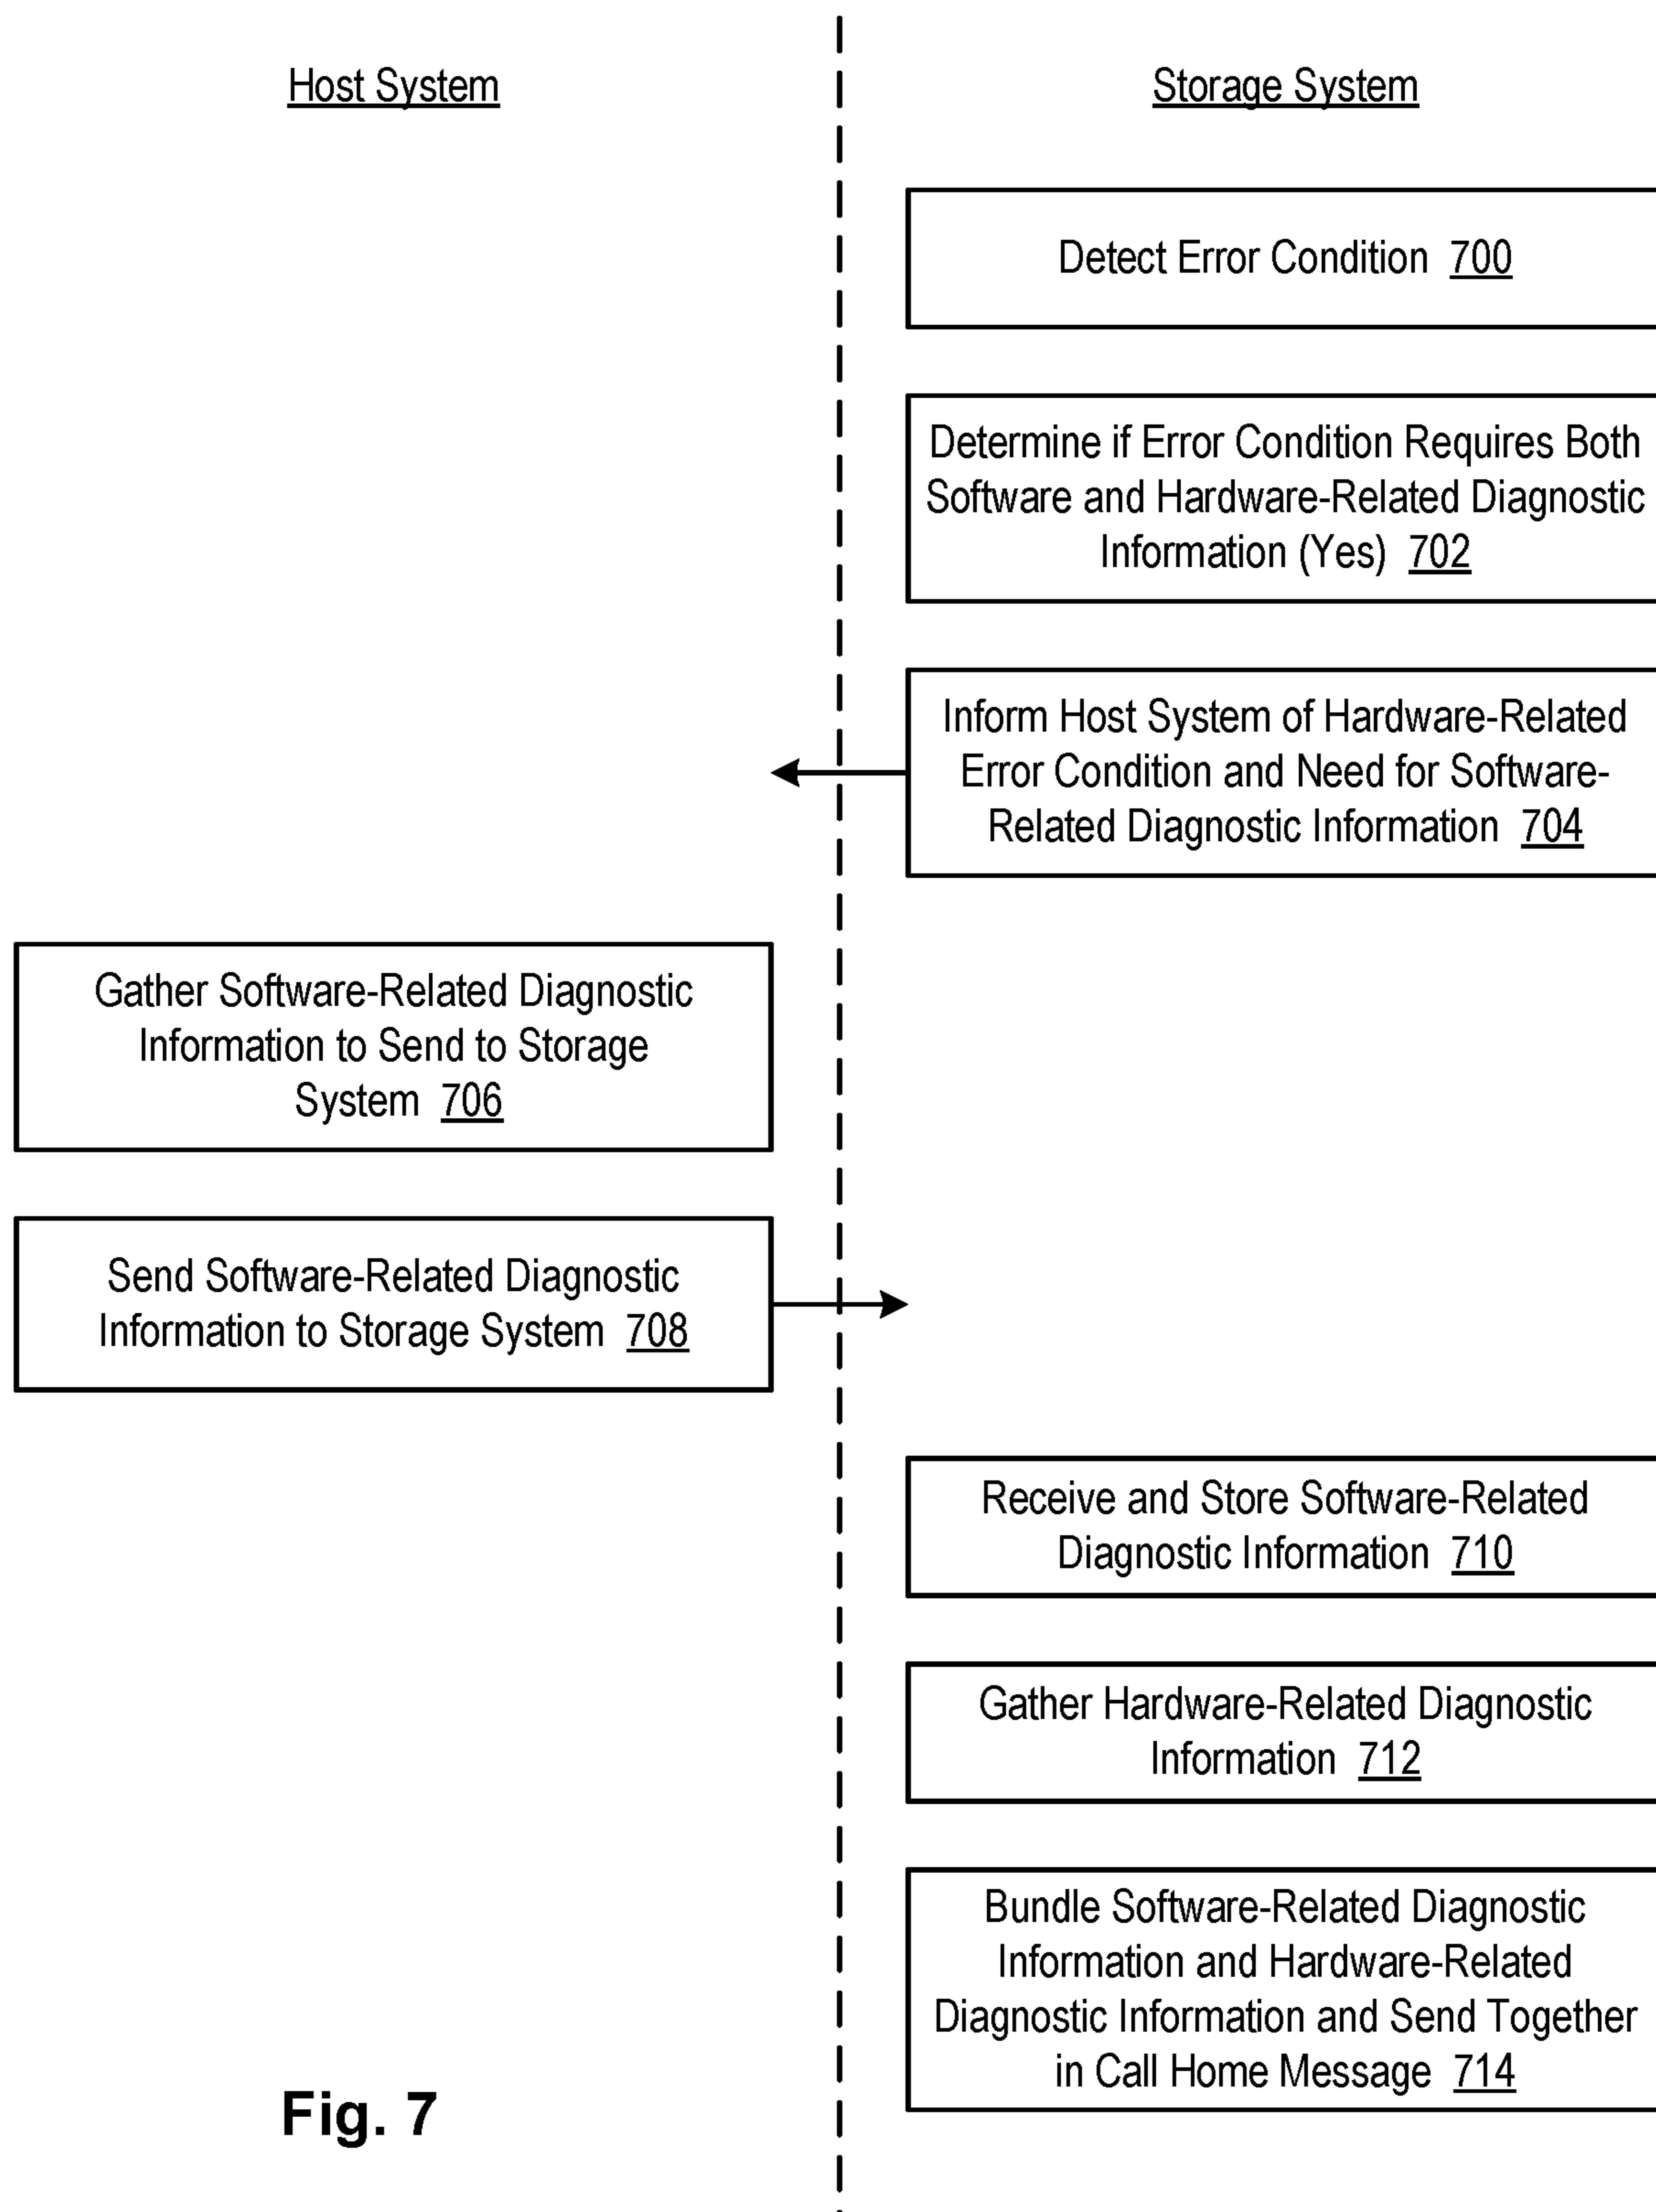 Host System
Storage System
Detect Error Condition 700
Determine if Error Condition Requires Both
Software and Hardware-Related Diagnostic
Information (Yes) 702
Inform Host System of Hardware-Related
Error Condition and Need for Software-
Related Diagnostic Information 704
Gather Software-Related Diagnostic
Information to Send to Storage
System 706
Send Software-Related Diagnostic
Information to Storage System 708
Receive and Store Software-Related
Diagnostic Information 710
Gather Hardware-Related Diagnostic
Information 712
Bundle Software-Related Diagnostic
Information and Hardware-Related
Diagnostic Information and Send Together
in Call Home Message 714
Fig. 7